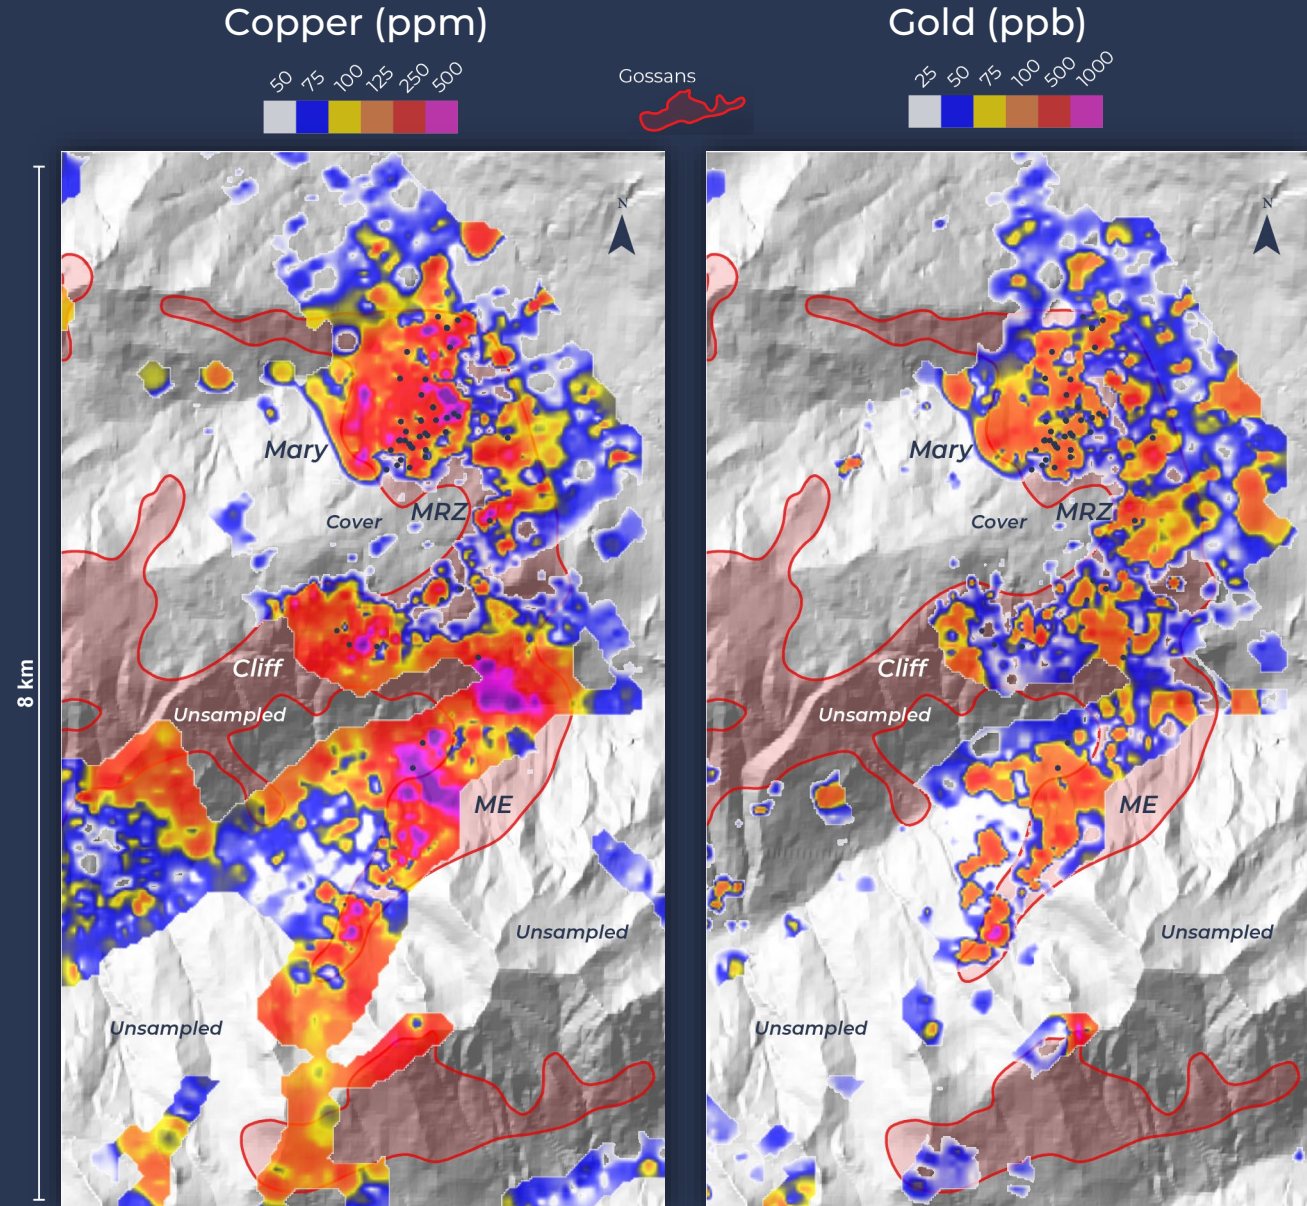 Copper (ppm)
Gold (ppb)
50 75 100 125 250 500
Gossans
25 50 75 100 500 1000
N
N
Mary
Mary
Cover
MRZ
Cover
MRZ
Cliff
Cliff
8 km
Unsampled
Unsampled
ME
ME
Unsampled
Unsampled
Unsampled
Unsampled